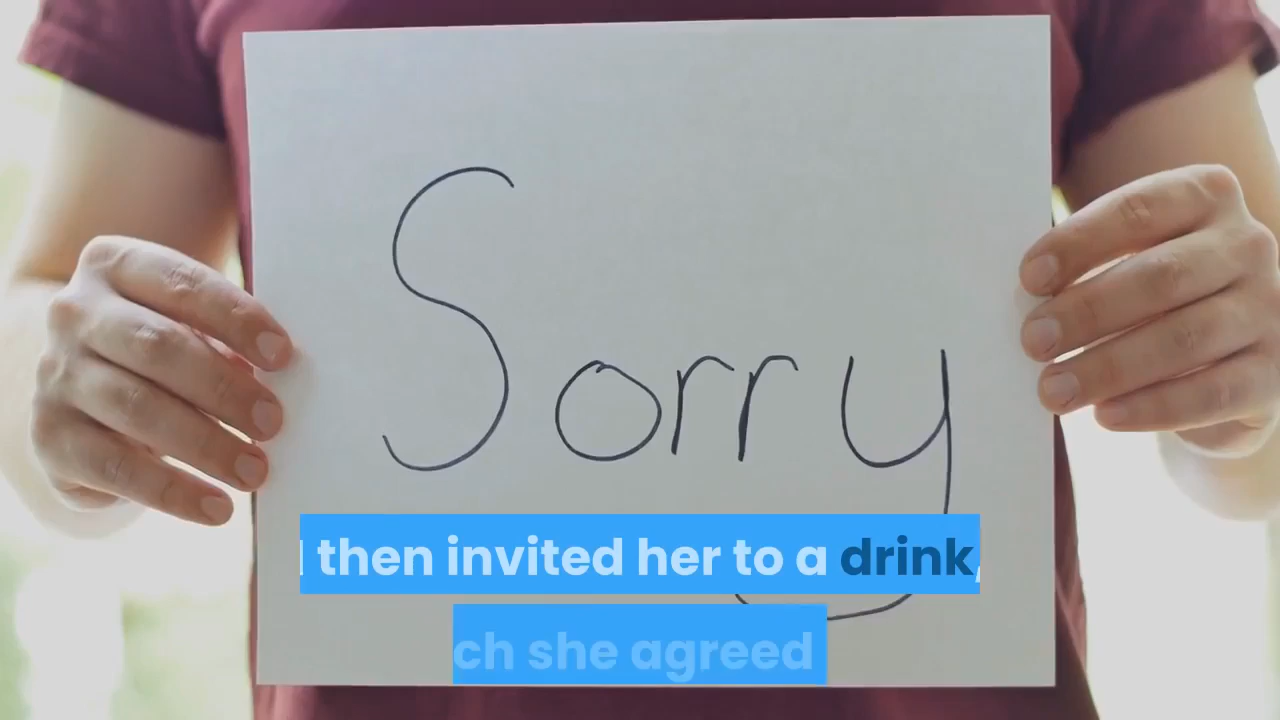 Sorry
I then invited her to a drink,
ch she agreed